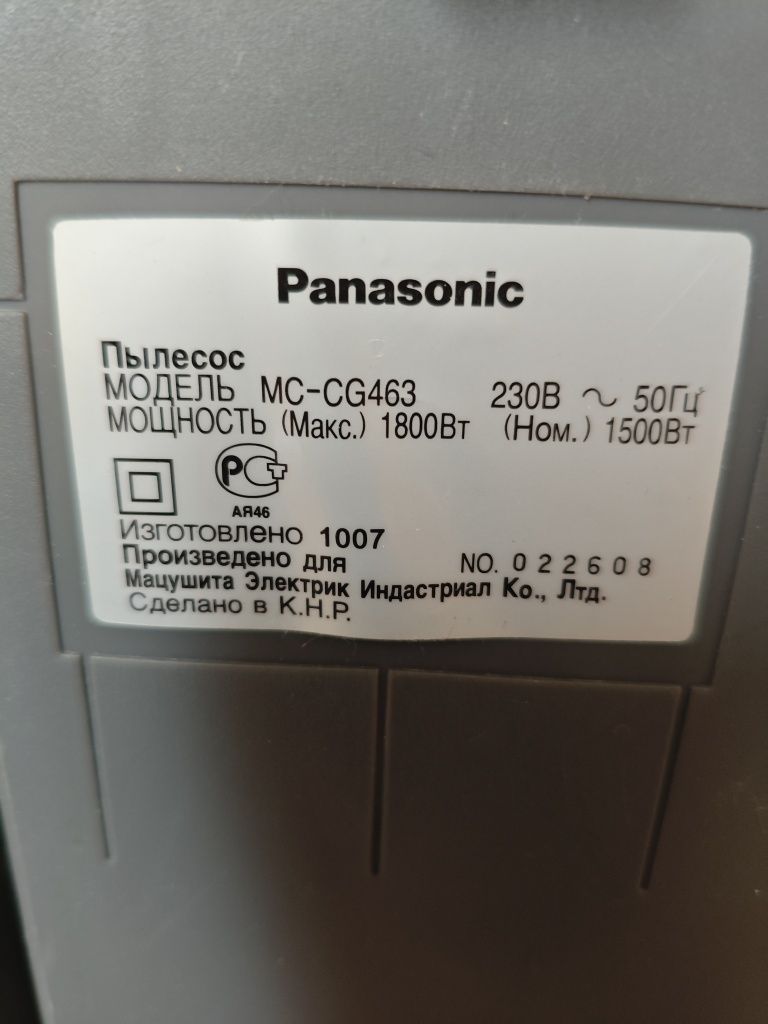 Panasonic
Пылесос
МОДЕЛЬ MC-CG463 230В ~ 50Гц
МОЩНОСТЬ (Макс.) 1800Вт (Ном.) 1500Вт
РСТ
АЯ46
Изготовлено 1007
Произведено для NO. 022608
Мацушита Электрик Индастриал Ко., Лтд.
Сделано в К.Н.Р.